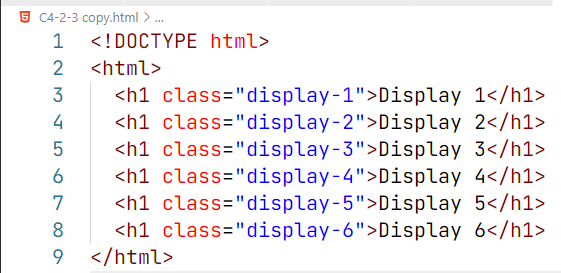 C4-2-3 copy.html > ...
1 <!DOCTYPE html>
2 <html>
3   <h1 class="display-1">Display 1</h1>
4   <h1 class="display-2">Display 2</h1>
5   <h1 class="display-3">Display 3</h1>
6   <h1 class="display-4">Display 4</h1>
7   <h1 class="display-5">Display 5</h1>
8   <h1 class="display-6">Display 6</h1>
9 </html>